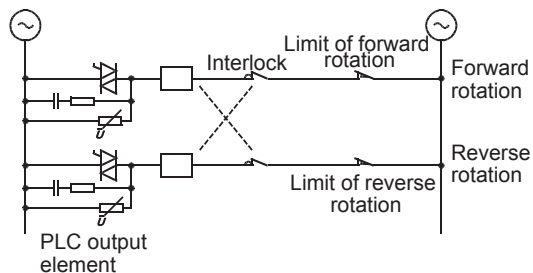 Limit of forward
rotation
Interlock
Forward
rotation
Reverse
rotation
Limit of reverse
rotation
U
U
PLC output
element